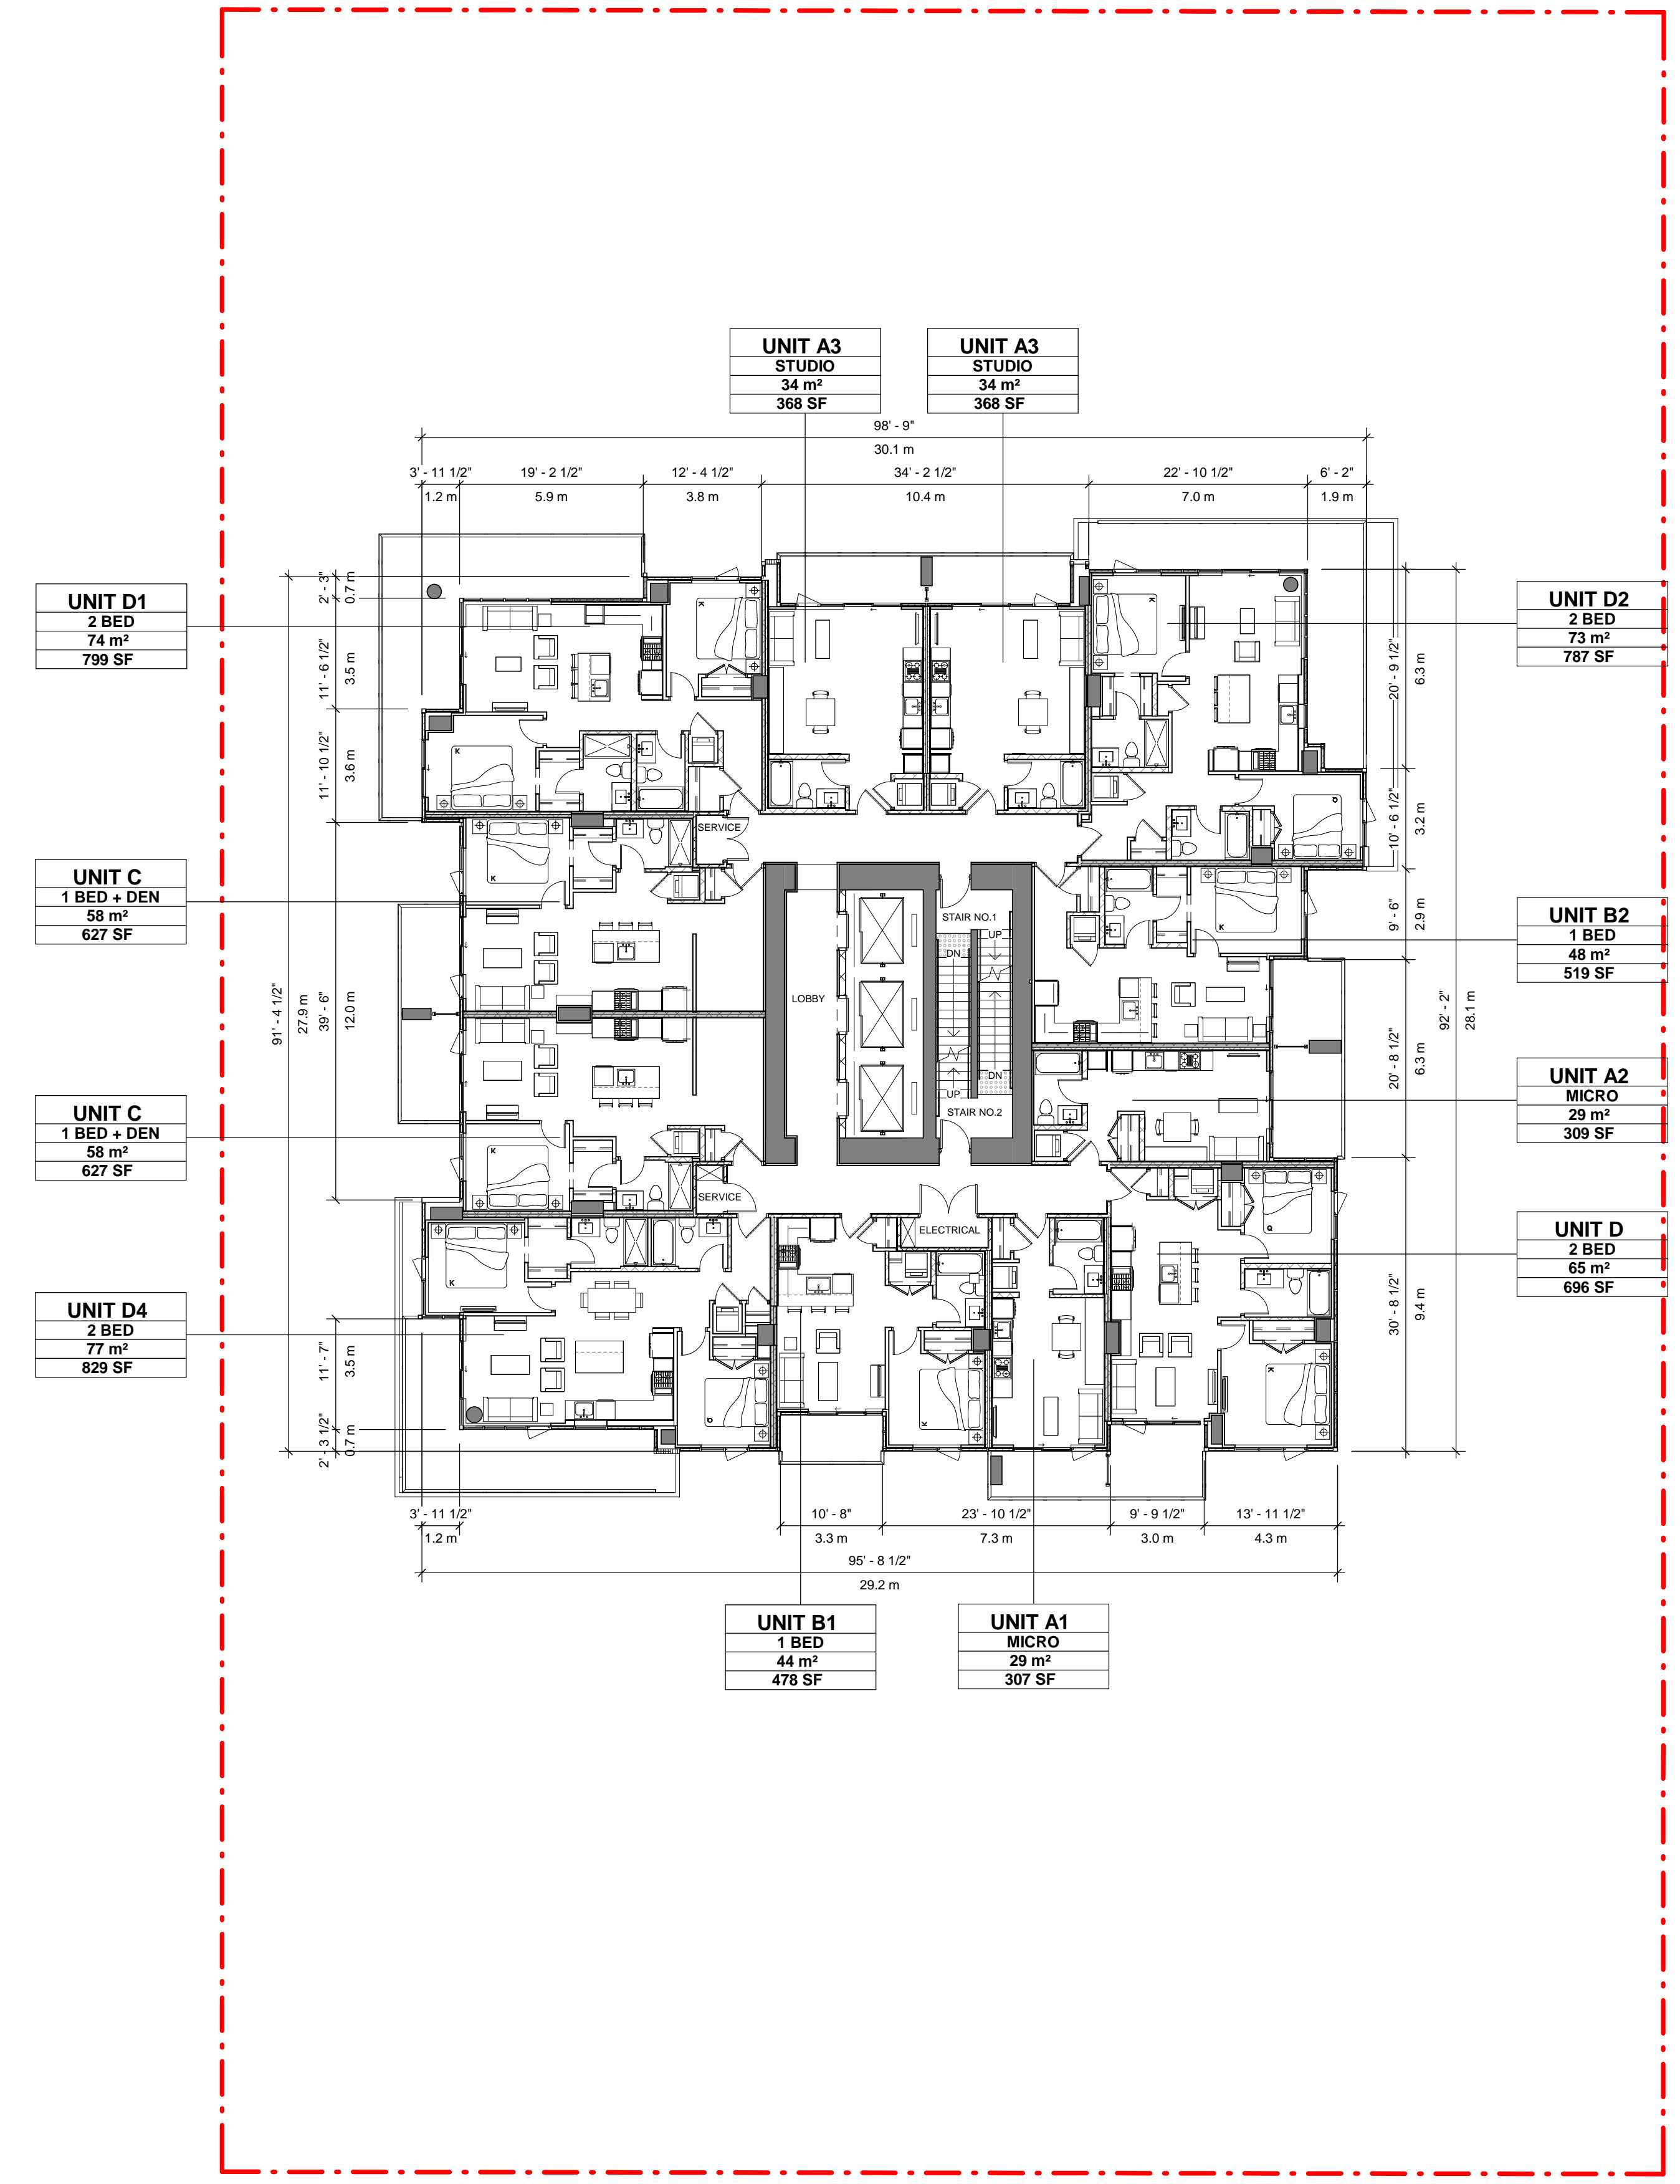 UNIT A3
STUDIO
34 m²
368 SF
UNIT A3
STUDIO
34 m²
368 SF
98' - 9"
30.1 m
3' - 11 1/2"
19' - 2 1/2"
12' - 4 1/2"
34' - 2 1/2"
22' - 10 1/2"
6' - 2"
1.2 m
5.9 m
3.8 m
10.4 m
7.0 m
1.9 m
UNIT D1
2 BED
74 m²
799 SF
UNIT C
1 BED + DEN
58 m²
627 SF
UNIT C
1 BED + DEN
58 m²
627 SF
UNIT D4
2 BED
77 m²
829 SF
91' - 4 1/2"
27.9 m
2' - 3"
0.7 m
11' - 6 1/2"
3.5 m
11' - 10 1/2"
3.6 m
39' - 6"
12.0 m
11' - 7"
3.5 m
2' - 3 1/2"
0.7 m
K
K
K
K
Q
SERVICE
K
K
LOBBY
STAIR NO.1
UP
DN
DN
UP
STAIR NO.2
K
SERVICE
ELECTRICAL
K
Q
K
Q
K
20' - 9 1/2"
6.3 m
10' - 6 1/2"
3.2 m
9' - 6"
2.9 m
20' - 8 1/2"
6.3 m
30' - 8 1/2"
9.4 m
92' - 2"
28.1 m
UNIT D2
2 BED
73 m²
787 SF
UNIT B2
1 BED
48 m²
519 SF
UNIT A2
MICRO
29 m²
309 SF
UNIT D
2 BED
65 m²
696 SF
3' - 11 1/2"
10' - 8"
23' - 10 1/2"
9' - 9 1/2"
13' - 11 1/2"
1.2 m
3.3 m
7.3 m
3.0 m
4.3 m
95' - 8 1/2"
29.2 m
UNIT B1
1 BED
44 m²
478 SF
UNIT A1
MICRO
29 m²
307 SF